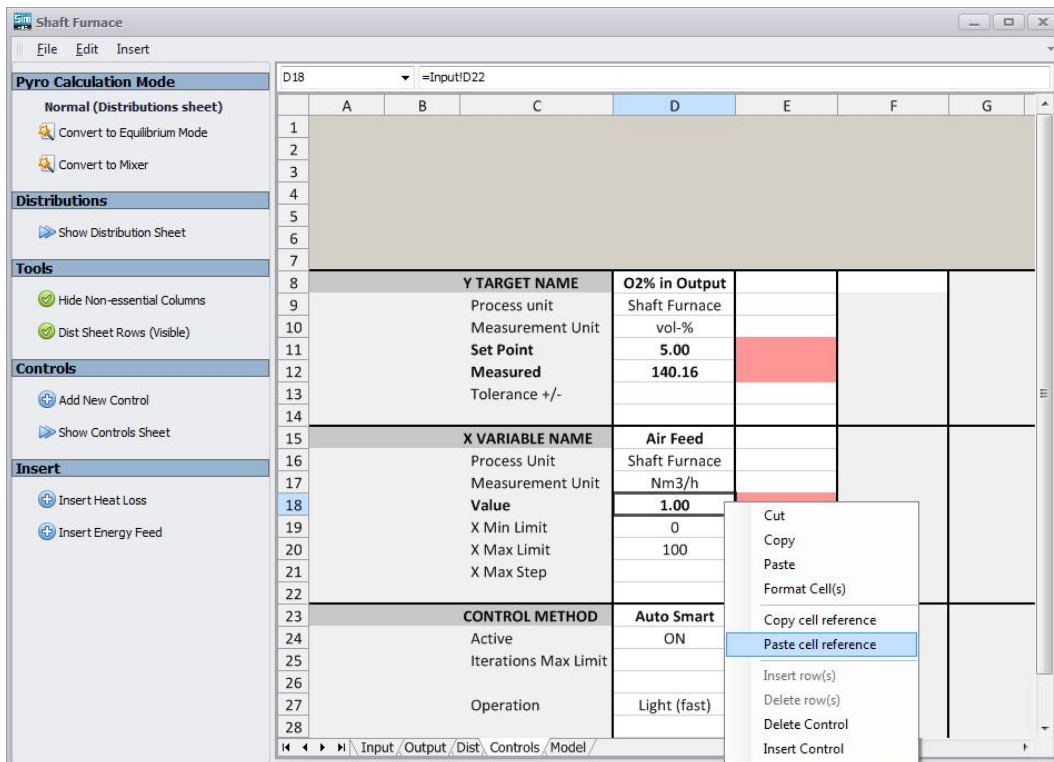 Sim
Shaft Furnace
File Edit Insert
Pyro Calculation Mode
Normal (Distributions sheet)
Convert to Equilibrium Mode
Convert to Mixer
Distributions
Show Distribution Sheet
Tools
Hide Non-essential Columns
Dist Sheet Rows (Visible)
Controls
Add New Control
Show Controls Sheet
Insert
Insert Heat Loss
Insert Energy Feed
D18 =Input!D22
A B C D E F G
1
2
3
4
5
6
7
8 Y TARGET NAME O2% in Output
9 Process unit Shaft Furnace
10 Measurement Unit vol-%
11 Set Point 5.00
12 Measured 140.16
13 Tolerance +/-
14
15 X VARIABLE NAME Air Feed
16 Process Unit Shaft Furnace
17 Measurement Unit Nm3/h
18 Value 1.00
19 X Min Limit 0
20 X Max Limit 100
21 X Max Step
22
23 CONTROL METHOD Auto Smart
24 Active ON
25 Iterations Max Limit
26
27 Operation Light (fast)
28
Cut
Copy
Paste
Format Cell(s)
Copy cell reference
Paste cell reference
Insert row(s)
Delete row(s)
Delete Control
Insert Control
Input Output Dist Controls Model